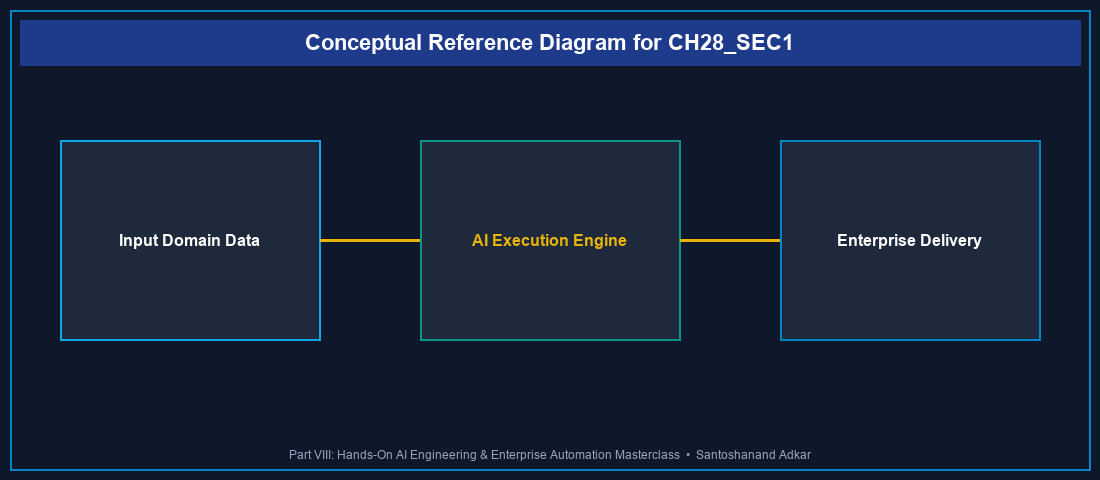 Conceptual Reference Diagram for CH28_SEC1
Input Domain Data
AI Execution Engine
Enterprise Delivery
Part VIII: Hands-On AI Engineering & Enterprise Automation Masterclass • Santoshanand Adkar